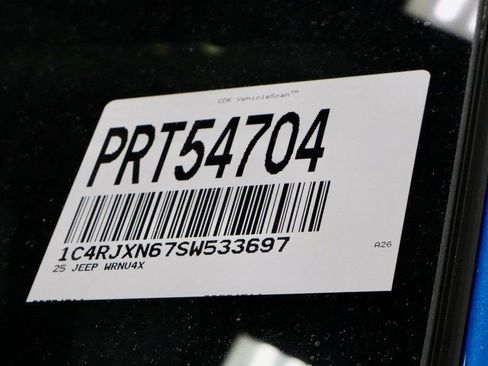 CDK VehicleScan™
PRT54704
1C4RJXN67SW533697
25 JEEP WRNU4X
A26